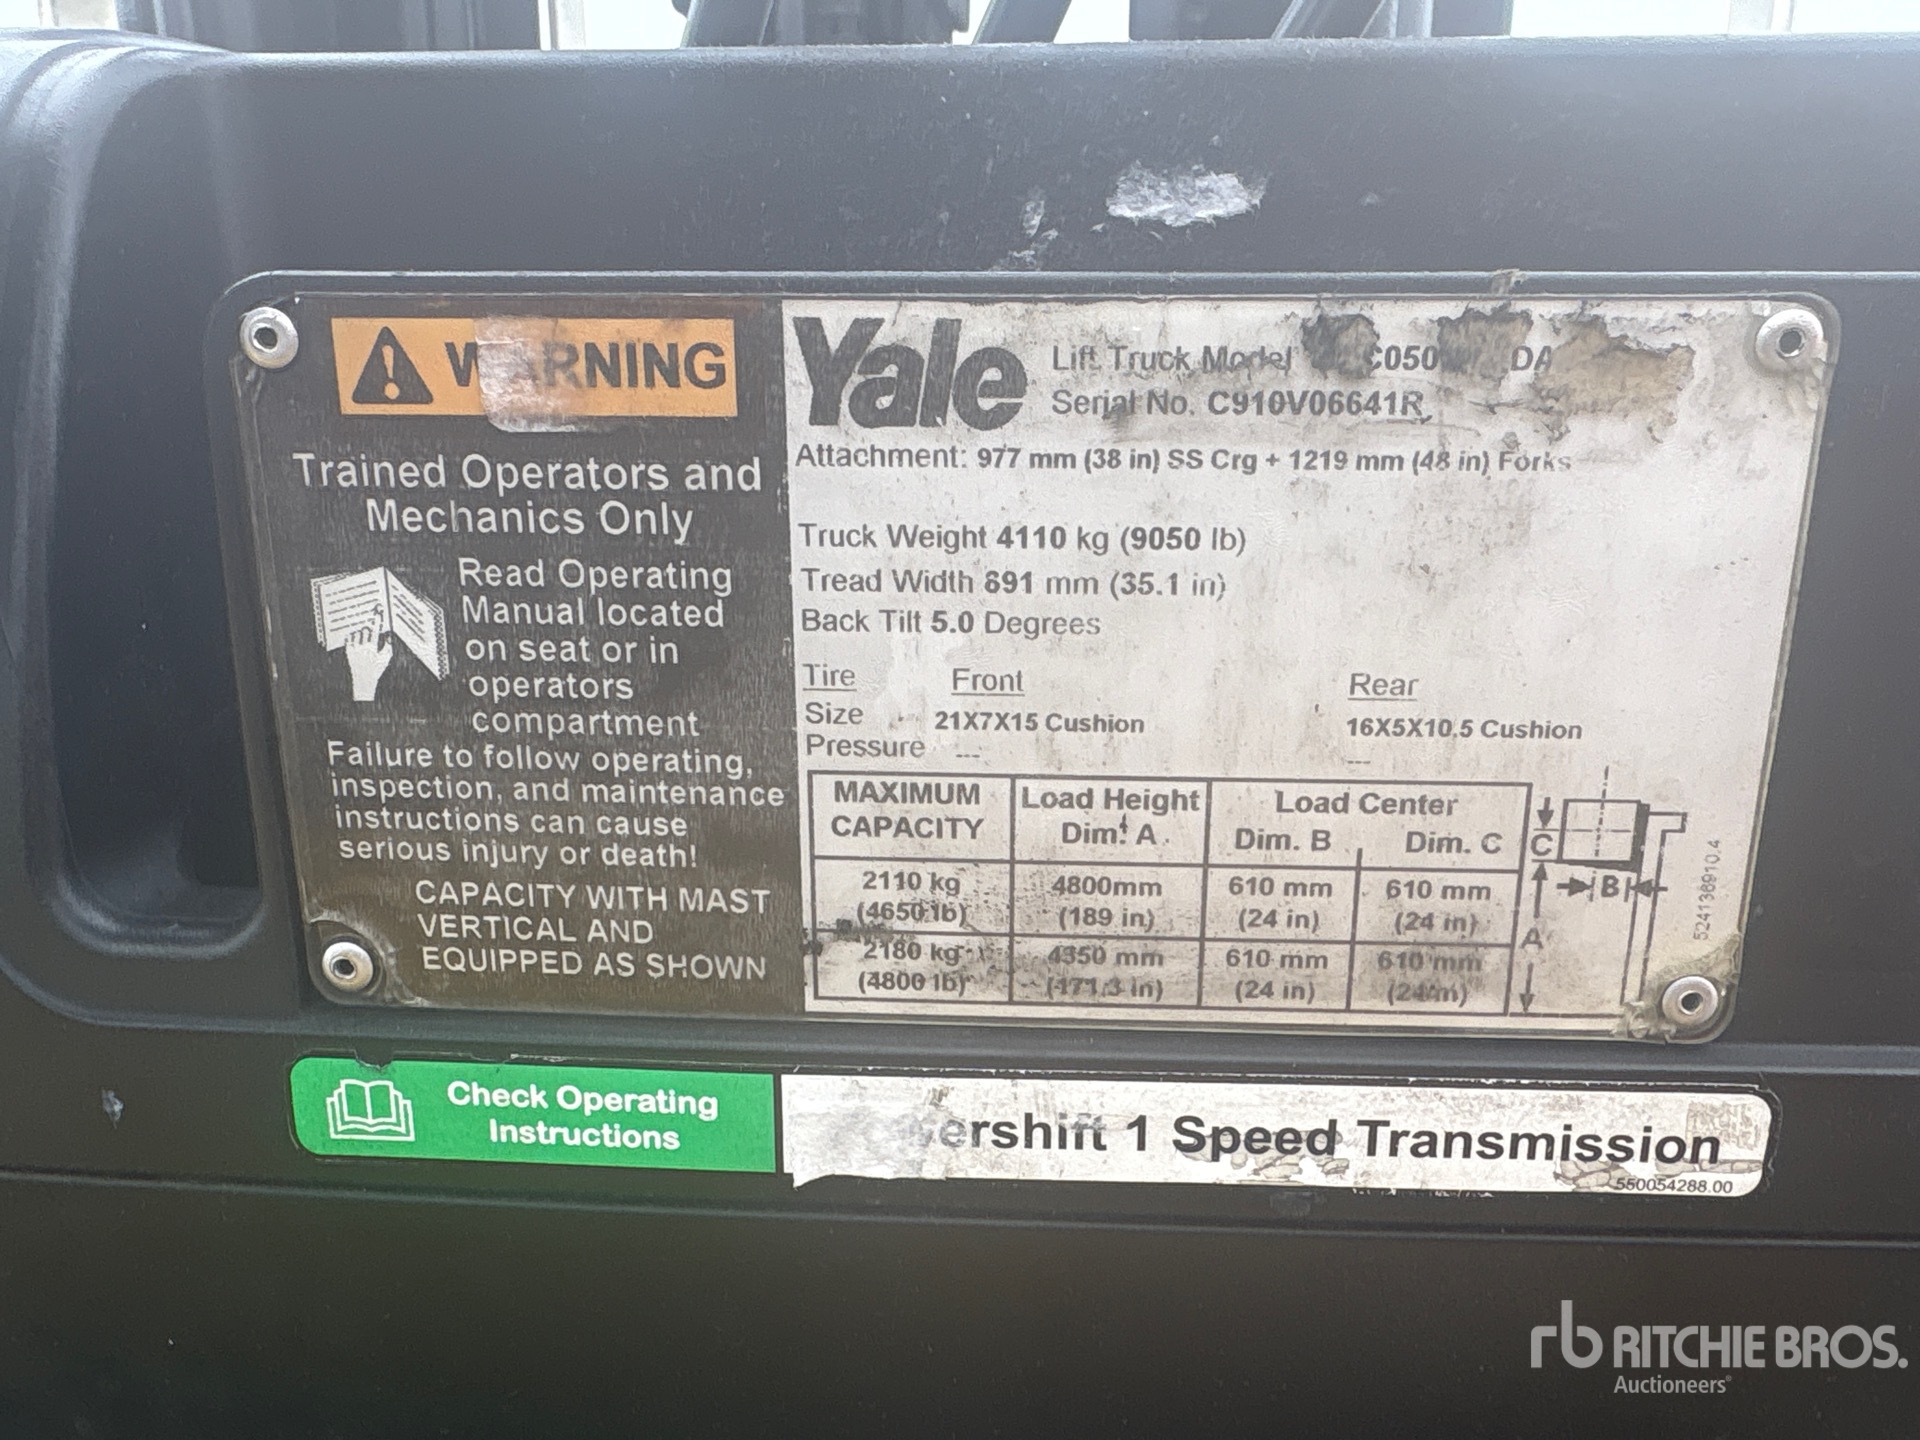 WARNING
Trained Operators and
Mechanics Only
Read Operating
Manual located
on seat or in
operators
compartment
Failure to follow operating,
inspection, and maintenance
instructions can cause
serious injury or death!
CAPACITY WITH MAST
VERTICAL AND
EQUIPPED AS SHOWN
Yale
Lift Truck Model C050 DA
Serial No. C910V06641R
Attachment: 977 mm (38 in) SS Crg + 1219 mm (48 in) Forks
Truck Weight 4110 kg (9050 lb)
Tread Width 891 mm (35.1 in)
Back Tilt 5.0 Degrees
Tire Front Rear
Size 21X7X15 Cushion 16X5X10.5 Cushion
Pressure --- ---
MAXIMUM Load Height Load Center
CAPACITY Dim. A Dim. B Dim. C
2110 kg 4800mm 610 mm 610 mm
(4650 lb) (189 in) (24 in) (24 in)
2180 kg 4350 mm 610 mm 610 mm
(4800 lb) (171.3 in) (24 in) (24 in)
C
B
A
524136910.4
Check Operating
Instructions
ershift 1 Speed Transmission
550054288.00
rb RITCHIE BROS.
Auctioneers